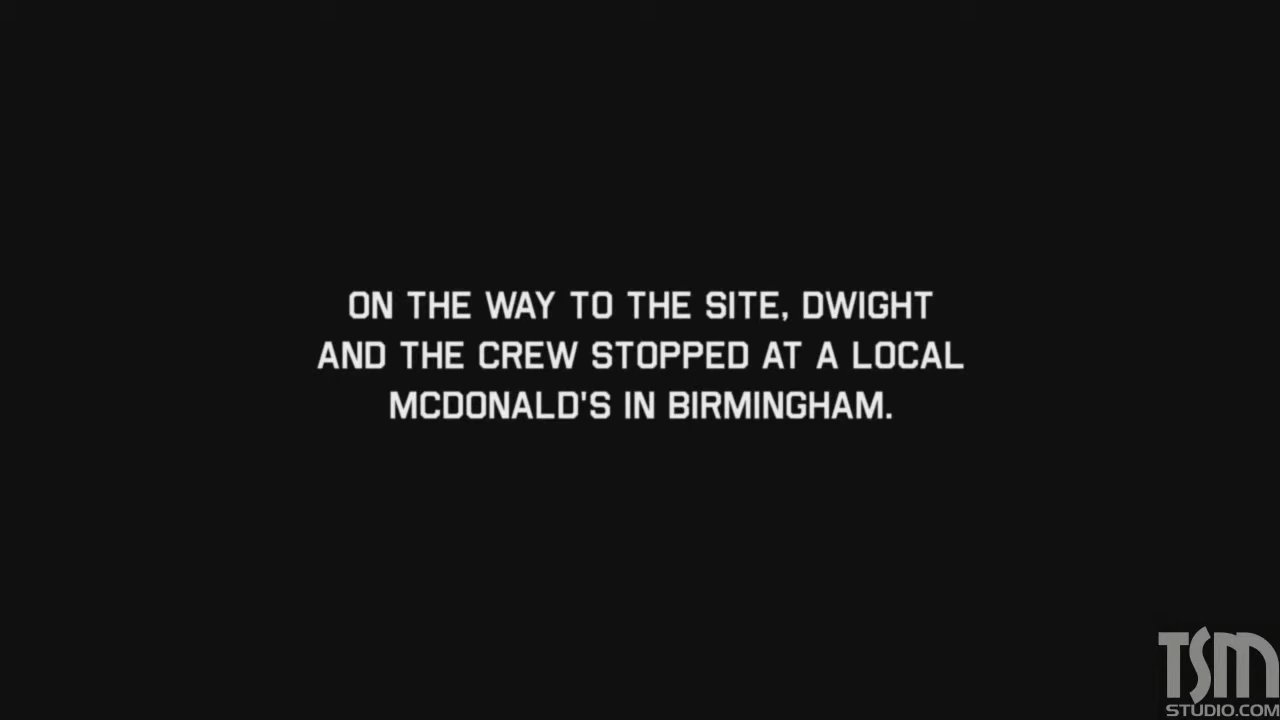 ON THE WAY TO THE SITE, DWIGHT
AND THE CREW STOPPED AT A LOCAL
MCDONALD'S IN BIRMINGHAM.
TSM
STUDIO.COM